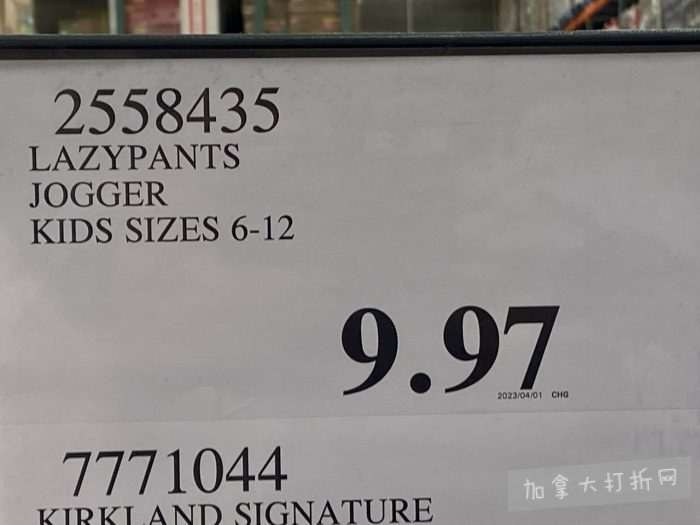 2558435
LAZYPANTS
JOGGER
KIDS SIZES 6-12
9.97
2023/04/01 CHG
7771044
KIRKLAND SIGNATURE
加拿大打折网